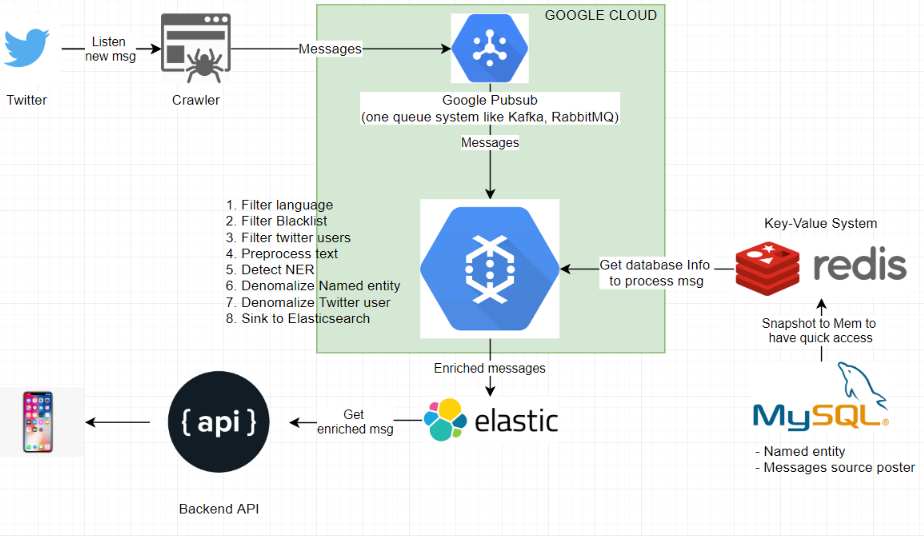 GOOGLE CLOUD
Listen
new msg
Messages
Twitter
Crawler
Google Pubsub
(one queue system like Kafka, RabbitMQ)
Messages
1. Filter language
2. Filter Blacklist
3. Filter twitter users
4. Preprocess text
5. Detect NER
6. Denomalize Named entity
7. Denomalize Twitter user
8. Sink to Elasticsearch
Key-Value System
redis
Get database Info
to process msg
Snapshot to Mem to
have quick access
Enriched messages
MySQL®
- Named entity
- Messages source poster
elastic
Get
enriched msg
{ api }
Backend API